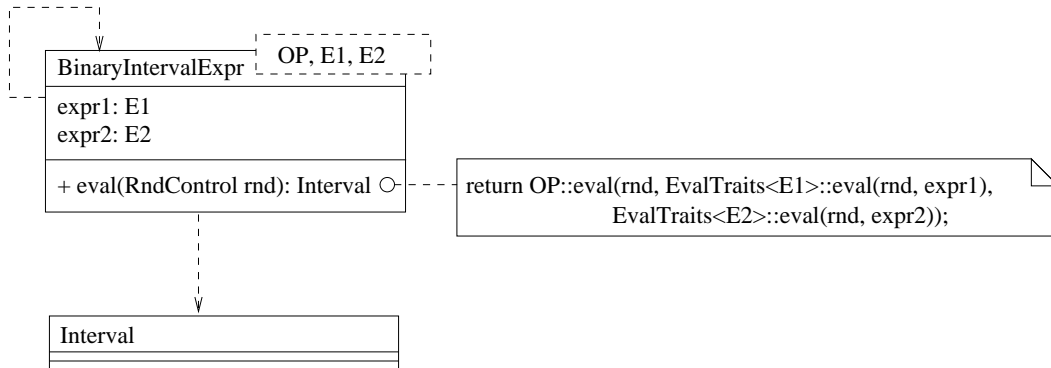 OP, E1, E2
BinaryIntervalExpr
expr1: E1
expr2: E2
+ eval(RndControl rnd): Interval
return OP::eval(rnd, EvalTraits<E1>::eval(rnd, expr1),
EvalTraits<E2>::eval(rnd, expr2));
Interval